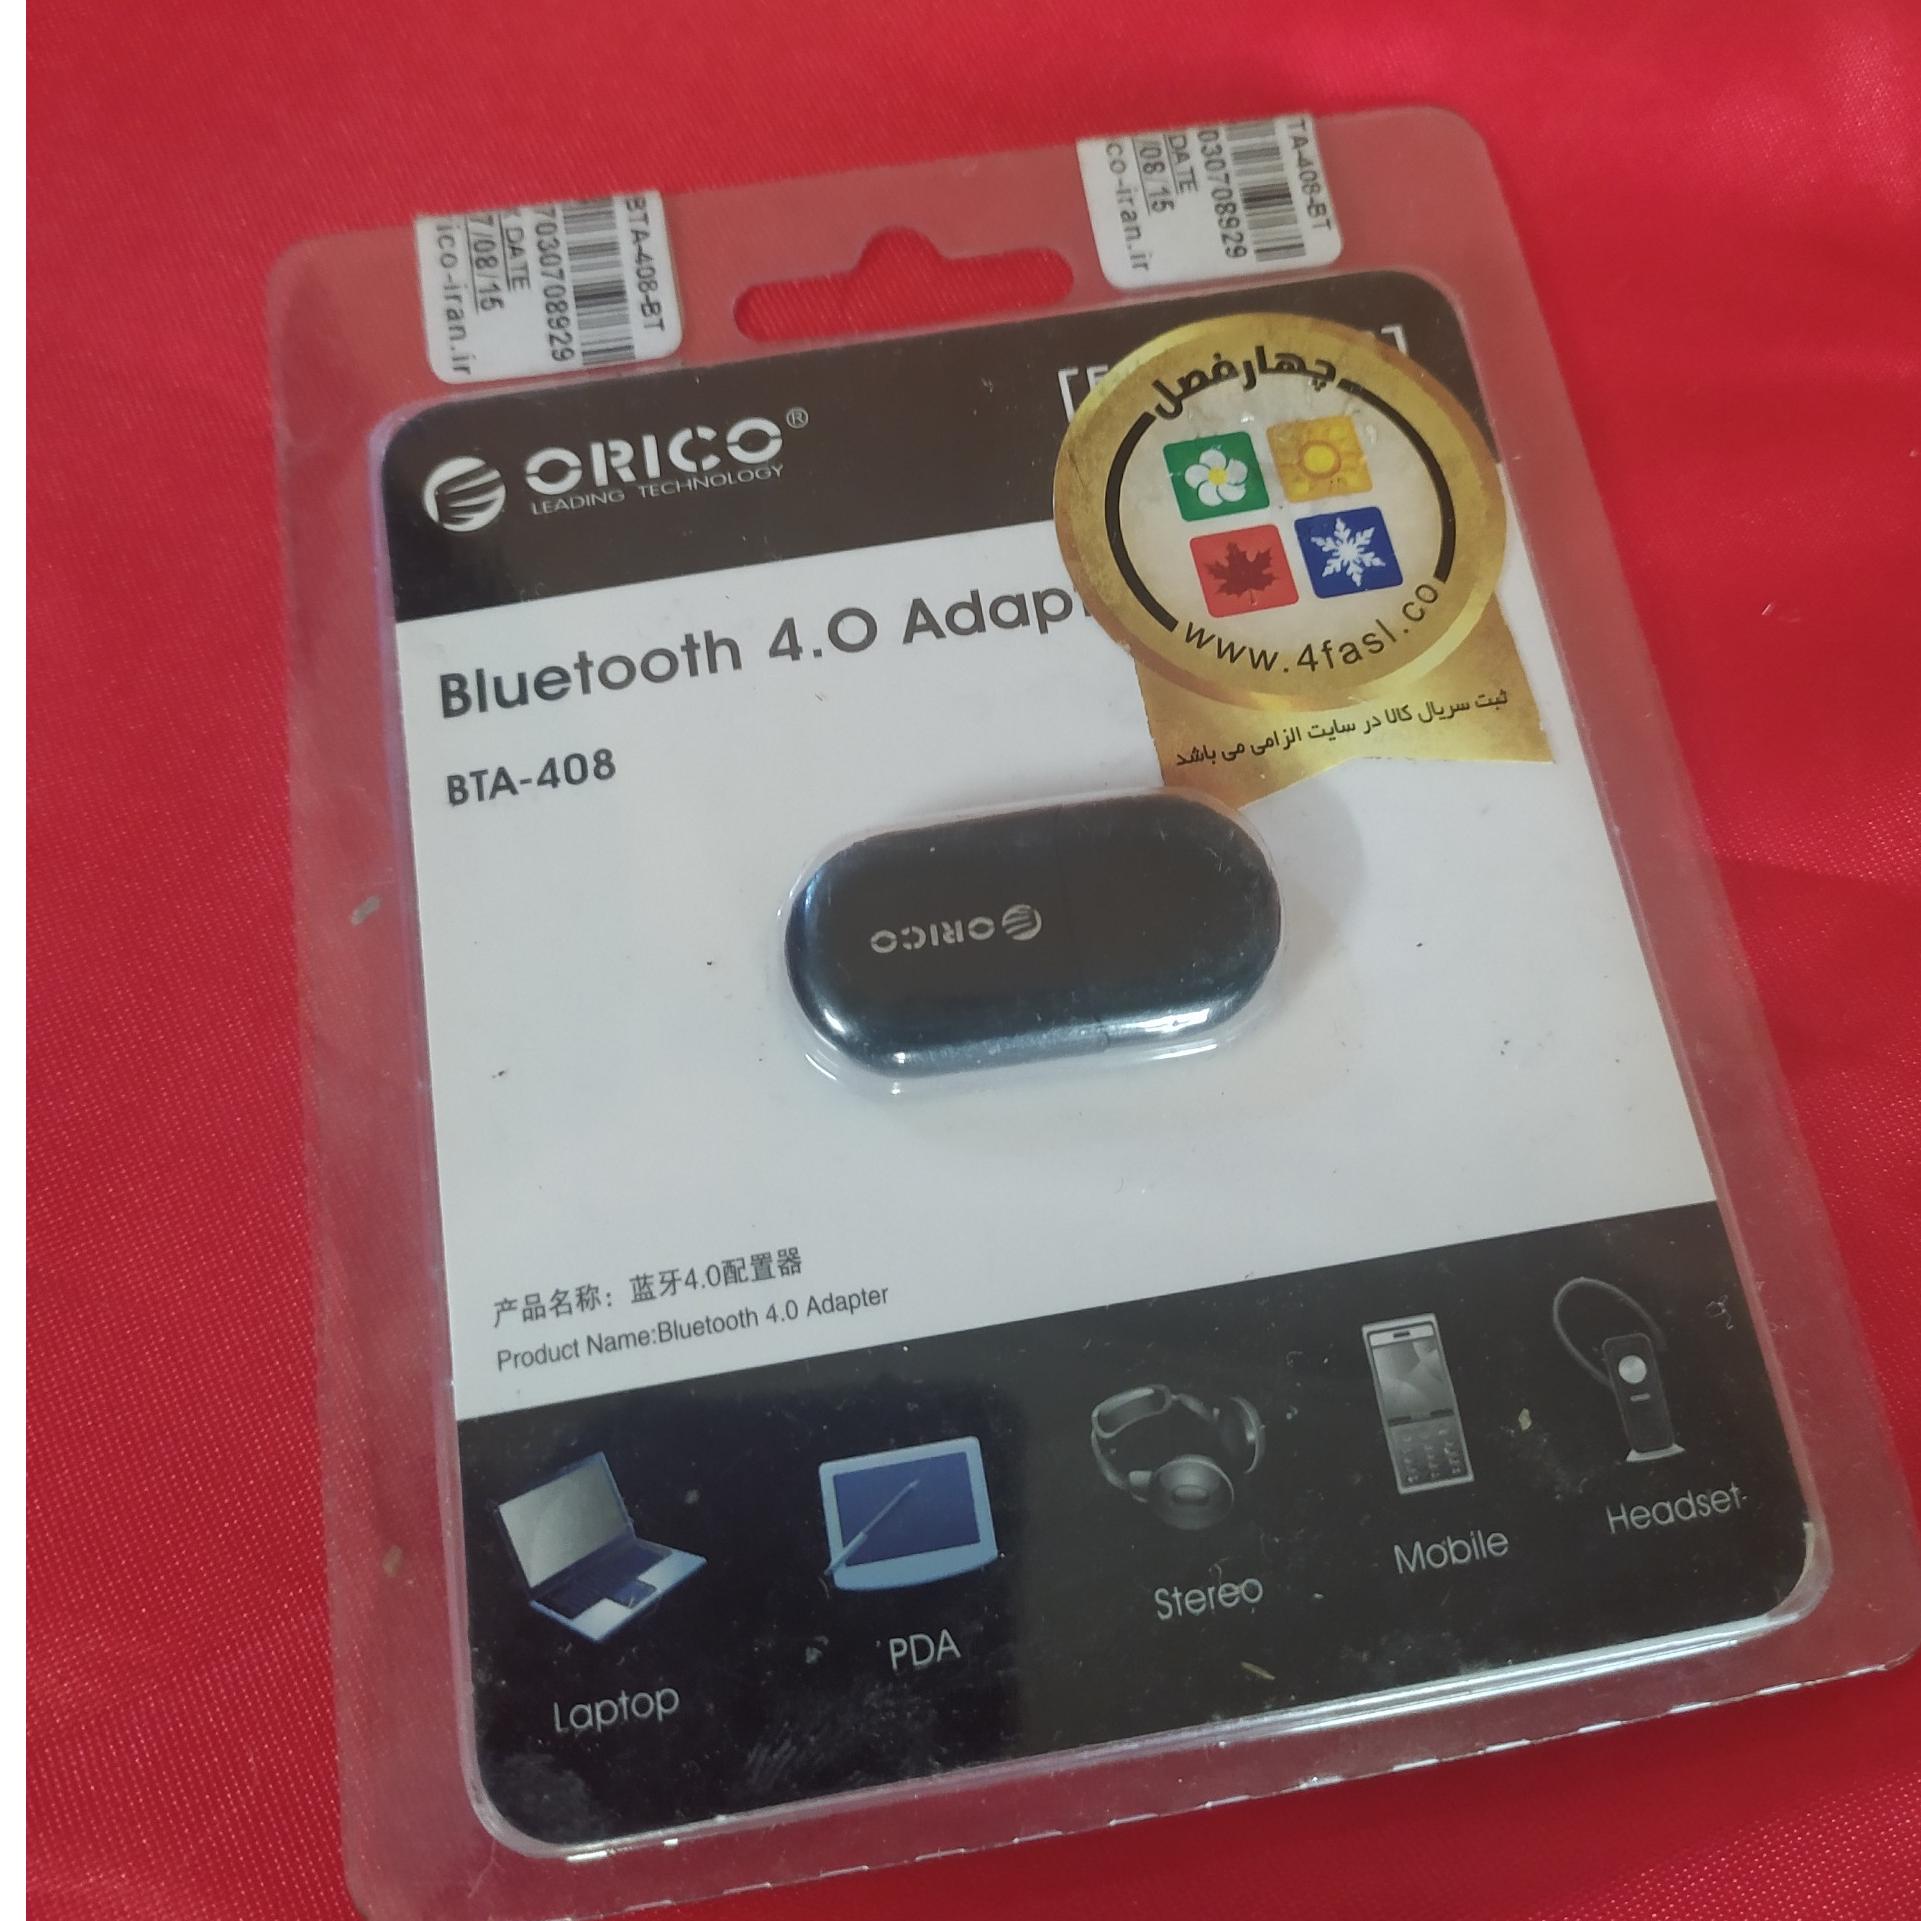 BTA-408-BT
7030708929
DATE
7/08/15
ico-iran.ir
TA-408-BT
030708929
DATE
/08/15
co-iran.ir
ORICO®
LEADING TECHNOLOGY
چهارفصل
www.4fasl.co
ثبت سریال کالا در سایت الزامی می باشد
Bluetooth 4.0 Adap
BTA-408
ORICO
产品名称：蓝牙4.0配置器
Product Name:Bluetooth 4.0 Adapter
Laptop
PDA
Stereo
Mobile
Headset